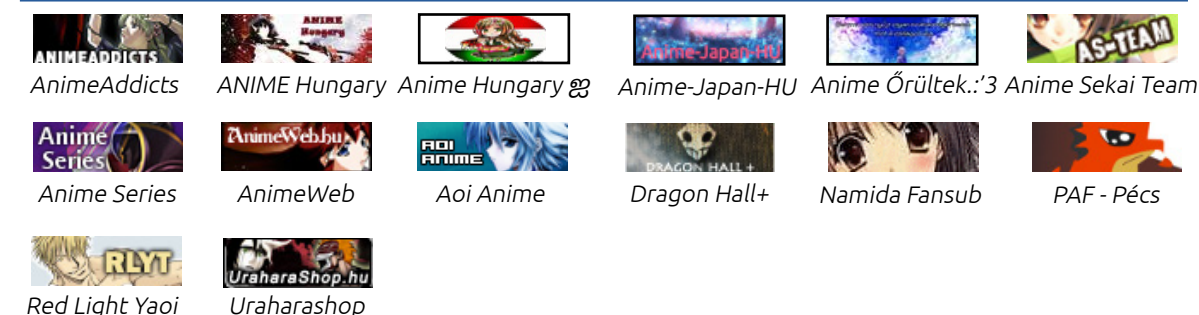 ANIMEADDICTS
ANIME
Hungary
Anime-Japan-HU
AS-TEAM
AnimeAddicts
ANIME Hungary
Anime Hungary ஐ
Anime-Japan-HU
Anime Őrültek.:’3
Anime Sekai Team
Anime
Series
AnimeWeb.hu
AOI
ANIME
DRAGON HALL +
Anime Series
AnimeWeb
Aoi Anime
Dragon Hall+
Namida Fansub
PAF - Pécs
RLYT
UraharaShop.hu
Red Light Yaoi
Uraharashop